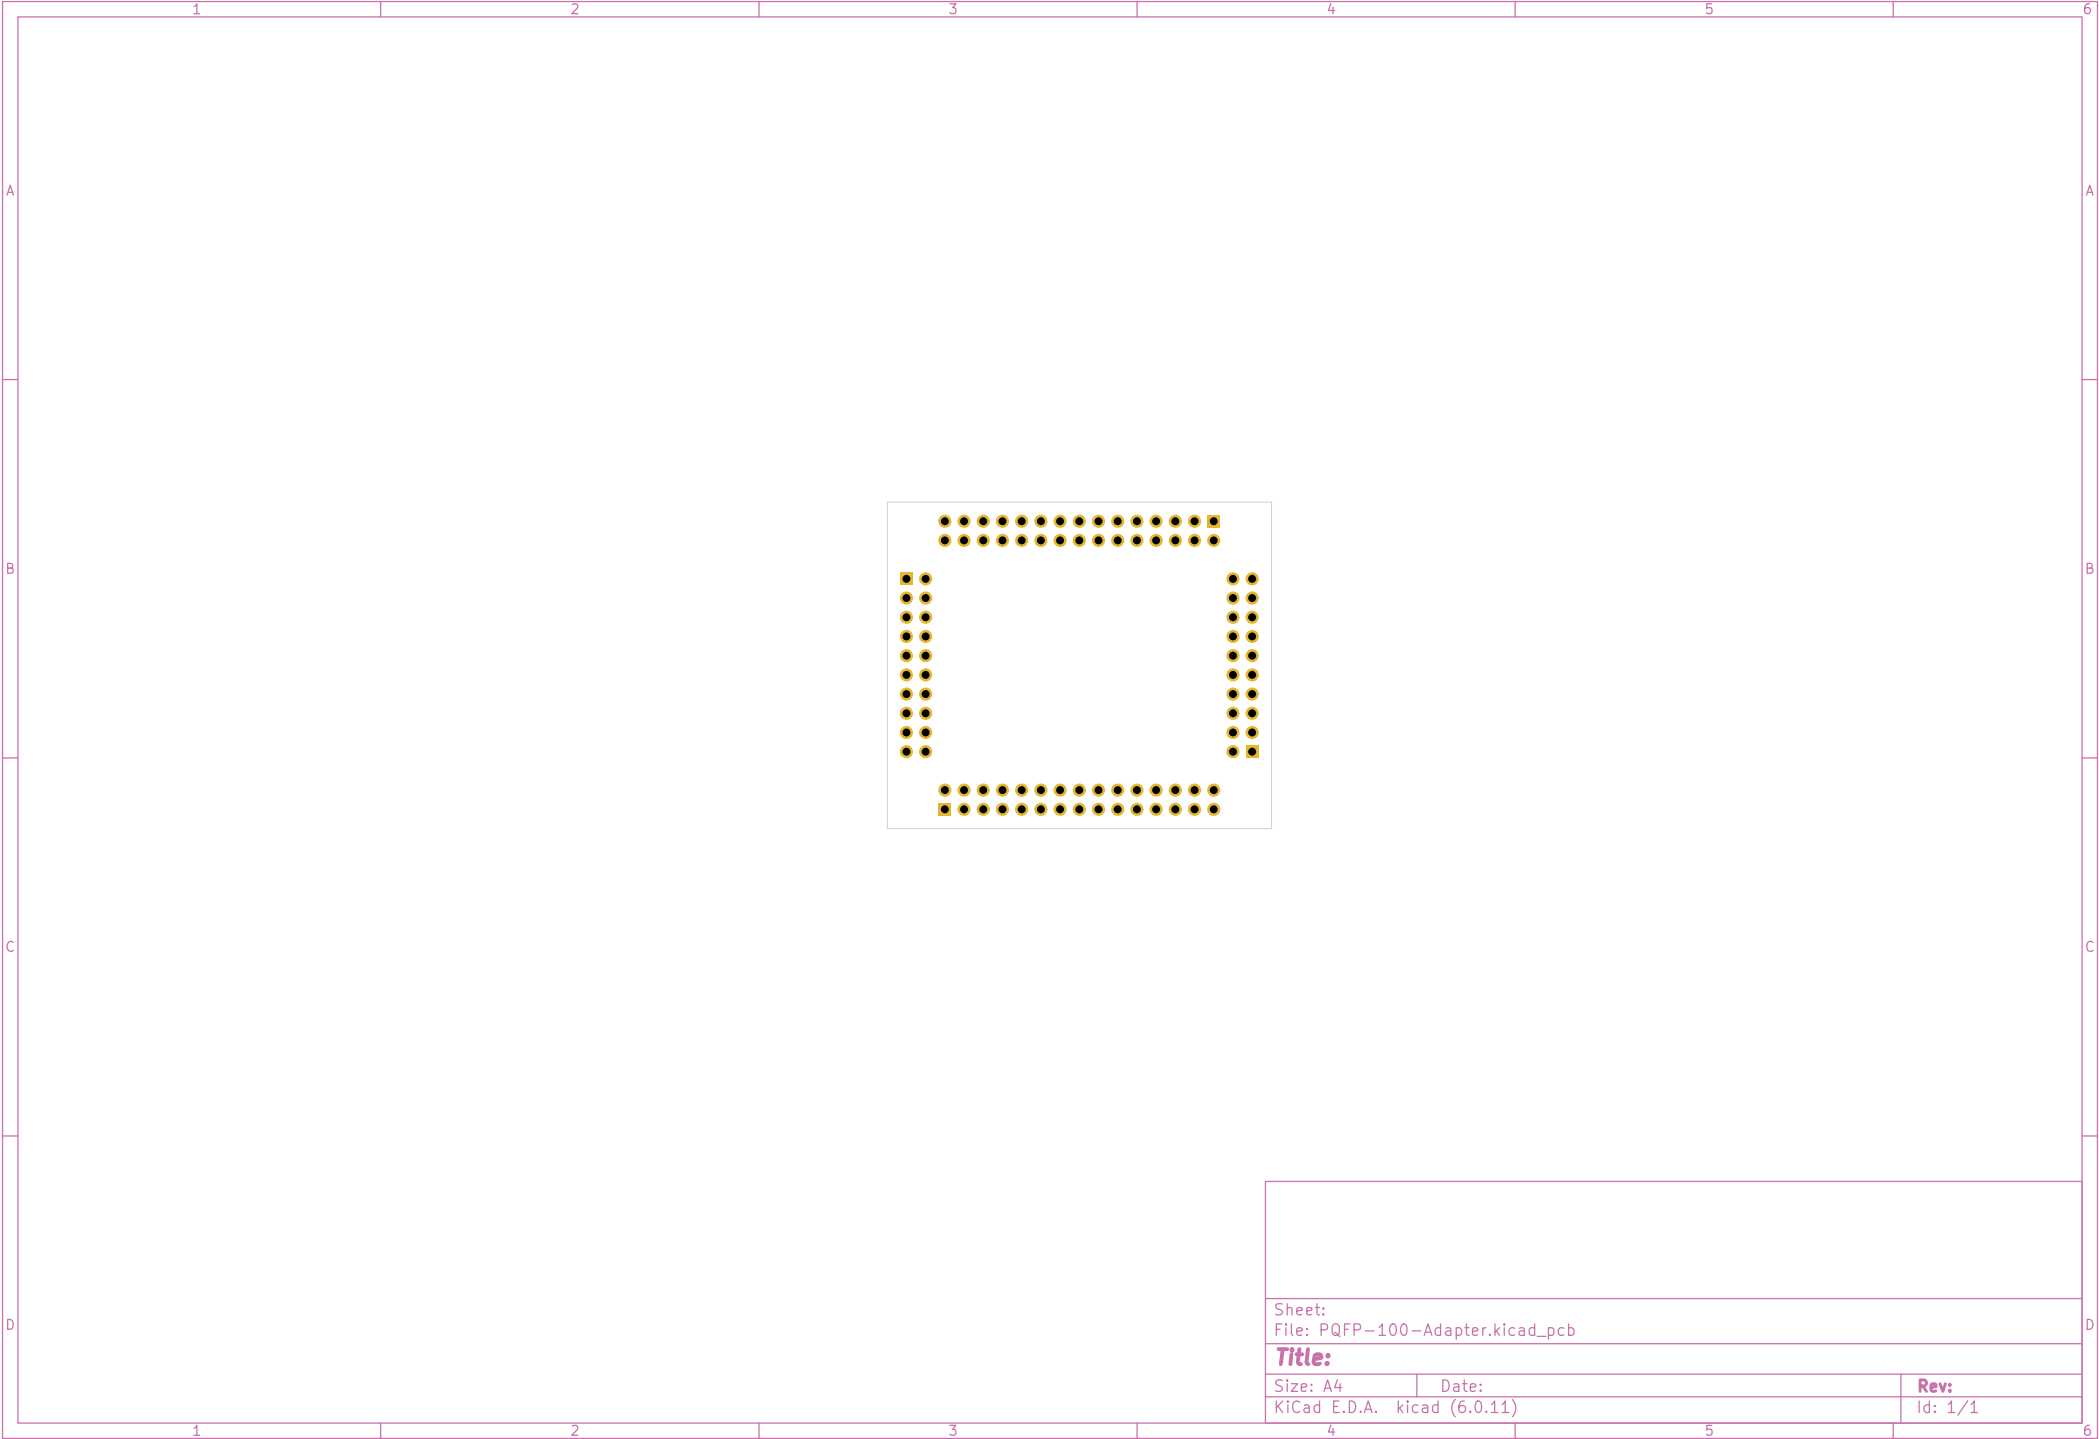 1 2 3 4 5 6
A A
B B
C C
D D
Sheet:
File: PQFP-100-Adapter.kicad_pcb
Title:
Size: A4 Date: Rev:
KiCad E.D.A. kicad (6.0.11) Id: 1/1
1 2 3 4 5 6